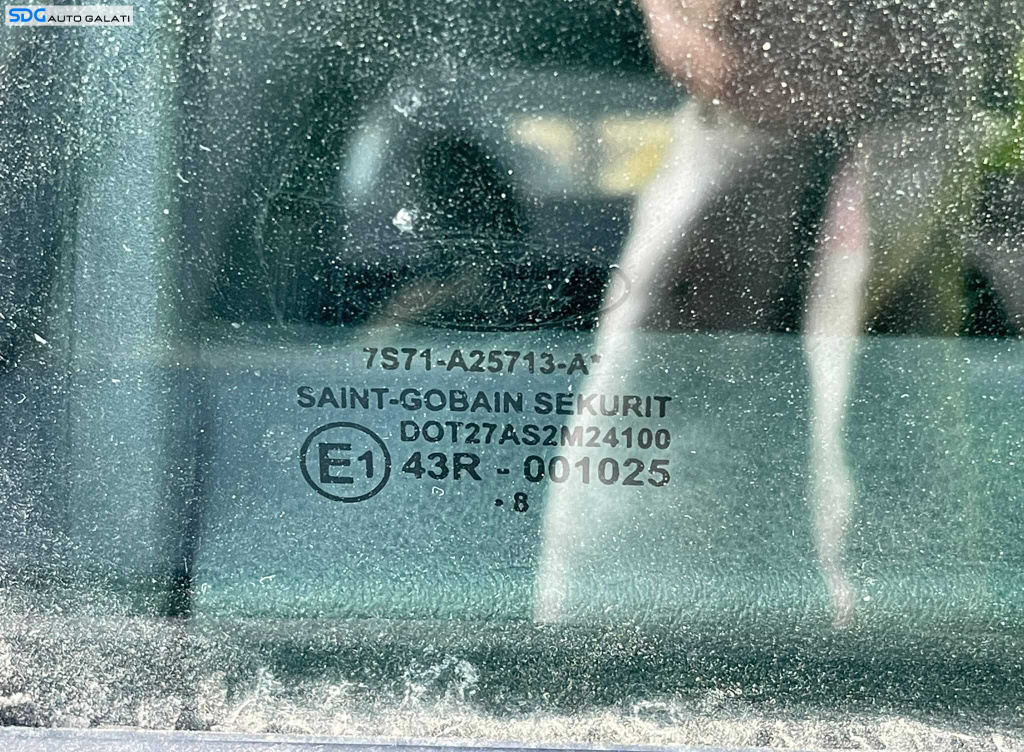 SDG AUTO GALATI
7S71-A25713-A*
SAINT-GOBAIN SEKURIT
DOT27AS2M24100
E1 43R - 001025
. 8